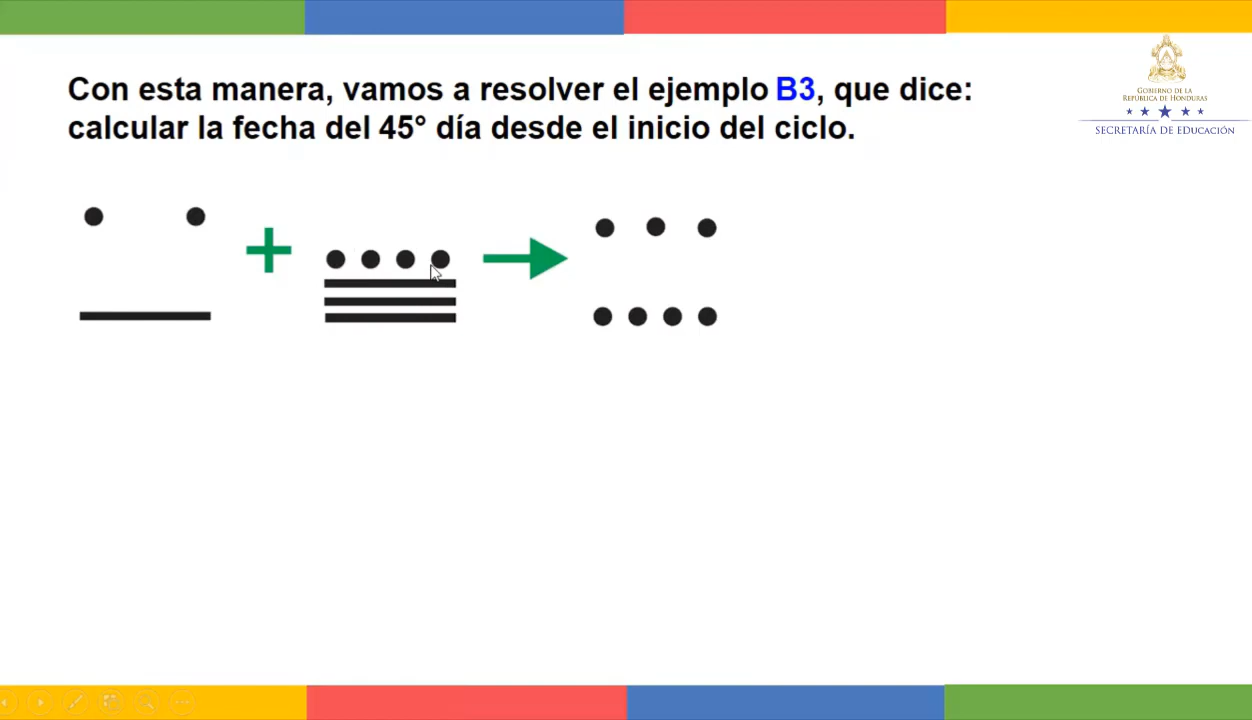 Con esta manera, vamos a resolver el ejemplo B3, que dice:
calcular la fecha del 45° día desde el inicio del ciclo.
GOBIERNO DE LA
REPÚBLICA DE HONDURAS
SECRETARÍA DE EDUCACIÓN